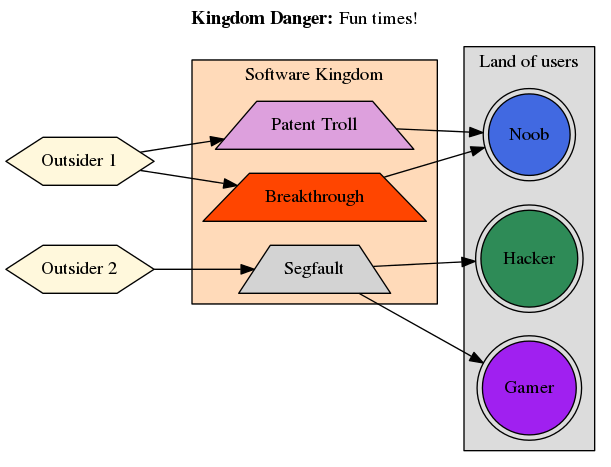 Kingdom Danger: Fun times!
Software Kingdom
Land of users
Outsider 1
Outsider 2
Patent Troll
Breakthrough
Segfault
Noob
Hacker
Gamer